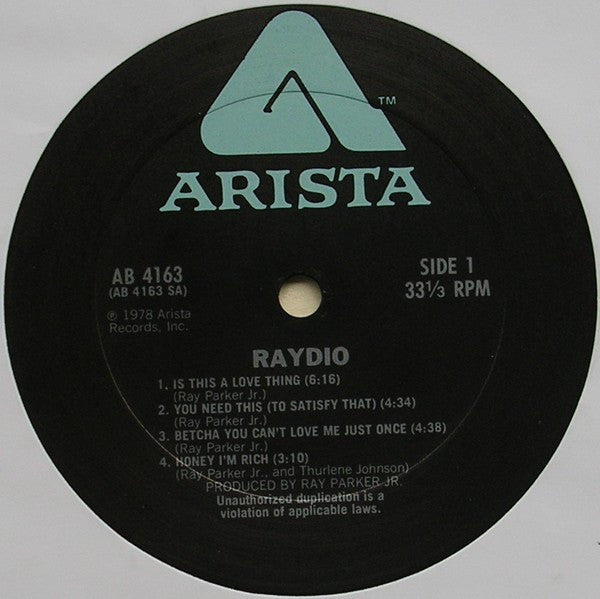 ™
ARISTA
AB 4163
(AB 4163 SA)
℗ 1978 Arista
Records, Inc.
SIDE 1
33⅓ RPM
RAYDIO
1. IS THIS A LOVE THING (6:16)
(Ray Parker Jr.)
2. YOU NEED THIS (TO SATISFY THAT) (4:34)
(Ray Parker Jr.)
3. BETCHA YOU CAN'T LOVE ME JUST ONCE (4:38)
(Ray Parker Jr.)
4. HONEY I'M RICH (3:10)
(Ray Parker Jr., and Thurlene Johnson)
PRODUCED BY RAY PARKER JR.
Unauthorized duplication is a
violation of applicable laws.